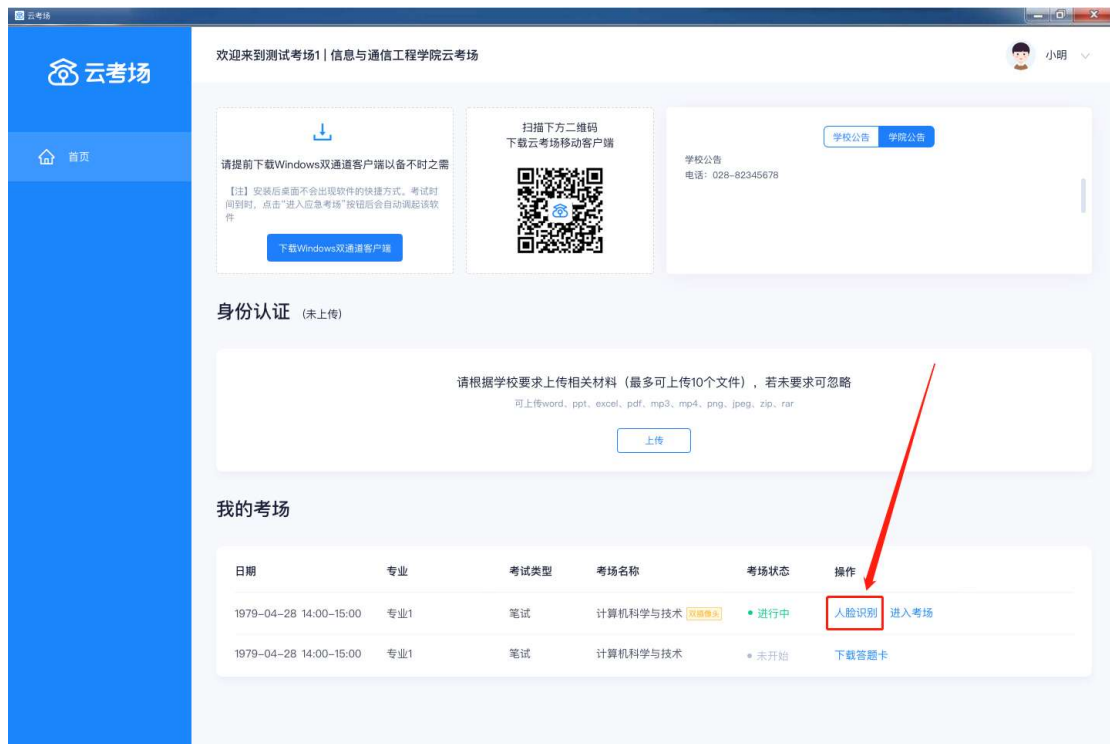 云考场
云考场
首页
欢迎来到测试考场1 | 信息与通信工程学院云考场
小明
请提前下载Windows双通道客户端以备不时之需
【注】安装后桌面不会出现软件的快捷方式。考试时
间到时，点击“进入应急考场”按钮后会自动调起该软
件
下载Windows双通道客户端
扫描下方二维码
下载云考场移动客户端
学校公告 学院公告
学校公告
电话：028-82345678
身份认证 （未上传）
请根据学校要求上传相关材料（最多可上传10个文件），若未要求可忽略
可上传word、ppt、excel、pdf、mp3、mp4、png、jpeg、zip、rar
上传
我的考场
日期 专业 考试类型 考场名称 考场状态 操作
1979-04-28 14:00-15:00 专业1 笔试 计算机科学与技术 双摄像头 进行中 人脸识别 进入考场
1979-04-28 14:00-15:00 专业1 笔试 计算机科学与技术 未开始 下载答题卡